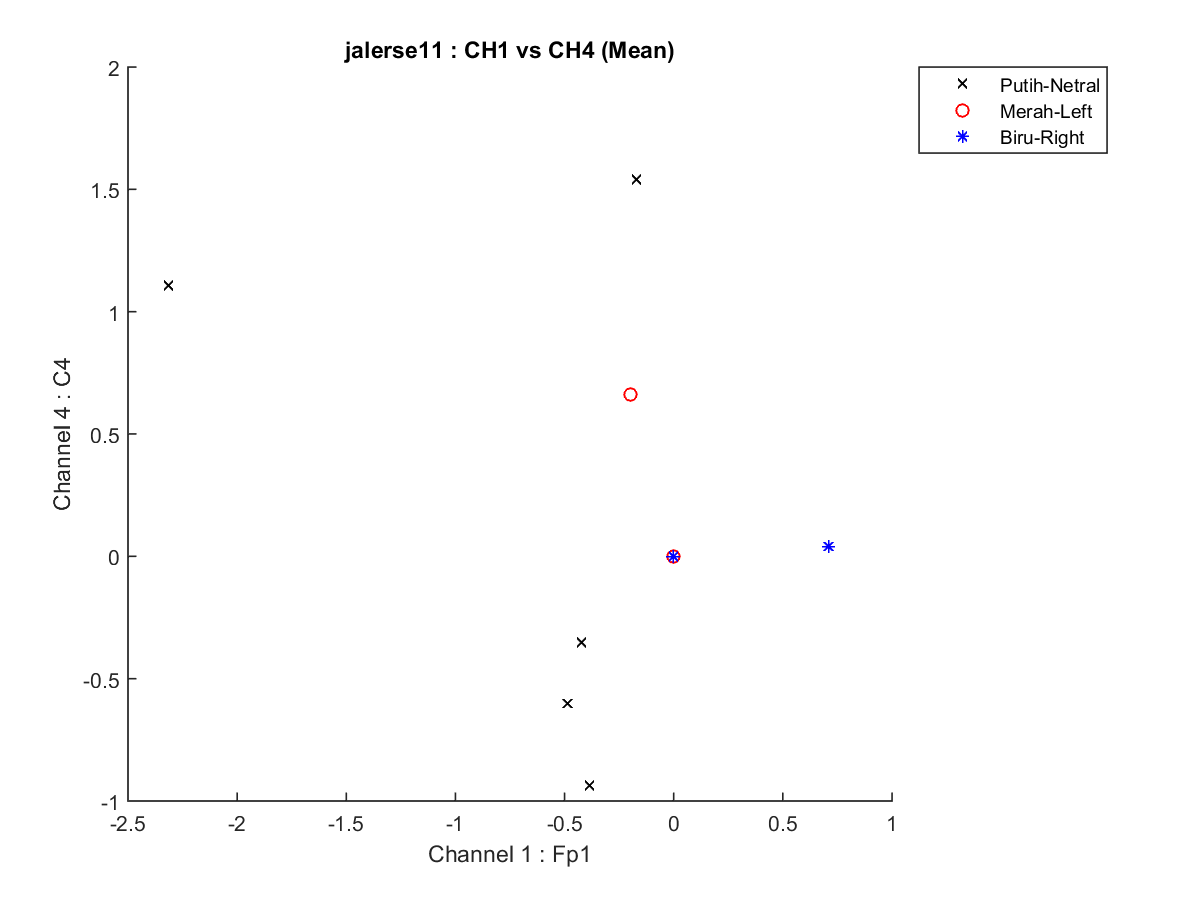 jalerse11 : CH1 vs CH4 (Mean)
Putih-Netral
Merah-Left
Biru-Right
2
1.5
1
0.5
0
-0.5
-1
Channel 4 : C4
-2.5 -2 -1.5 -1 -0.5 0 0.5 1
Channel 1 : Fp1